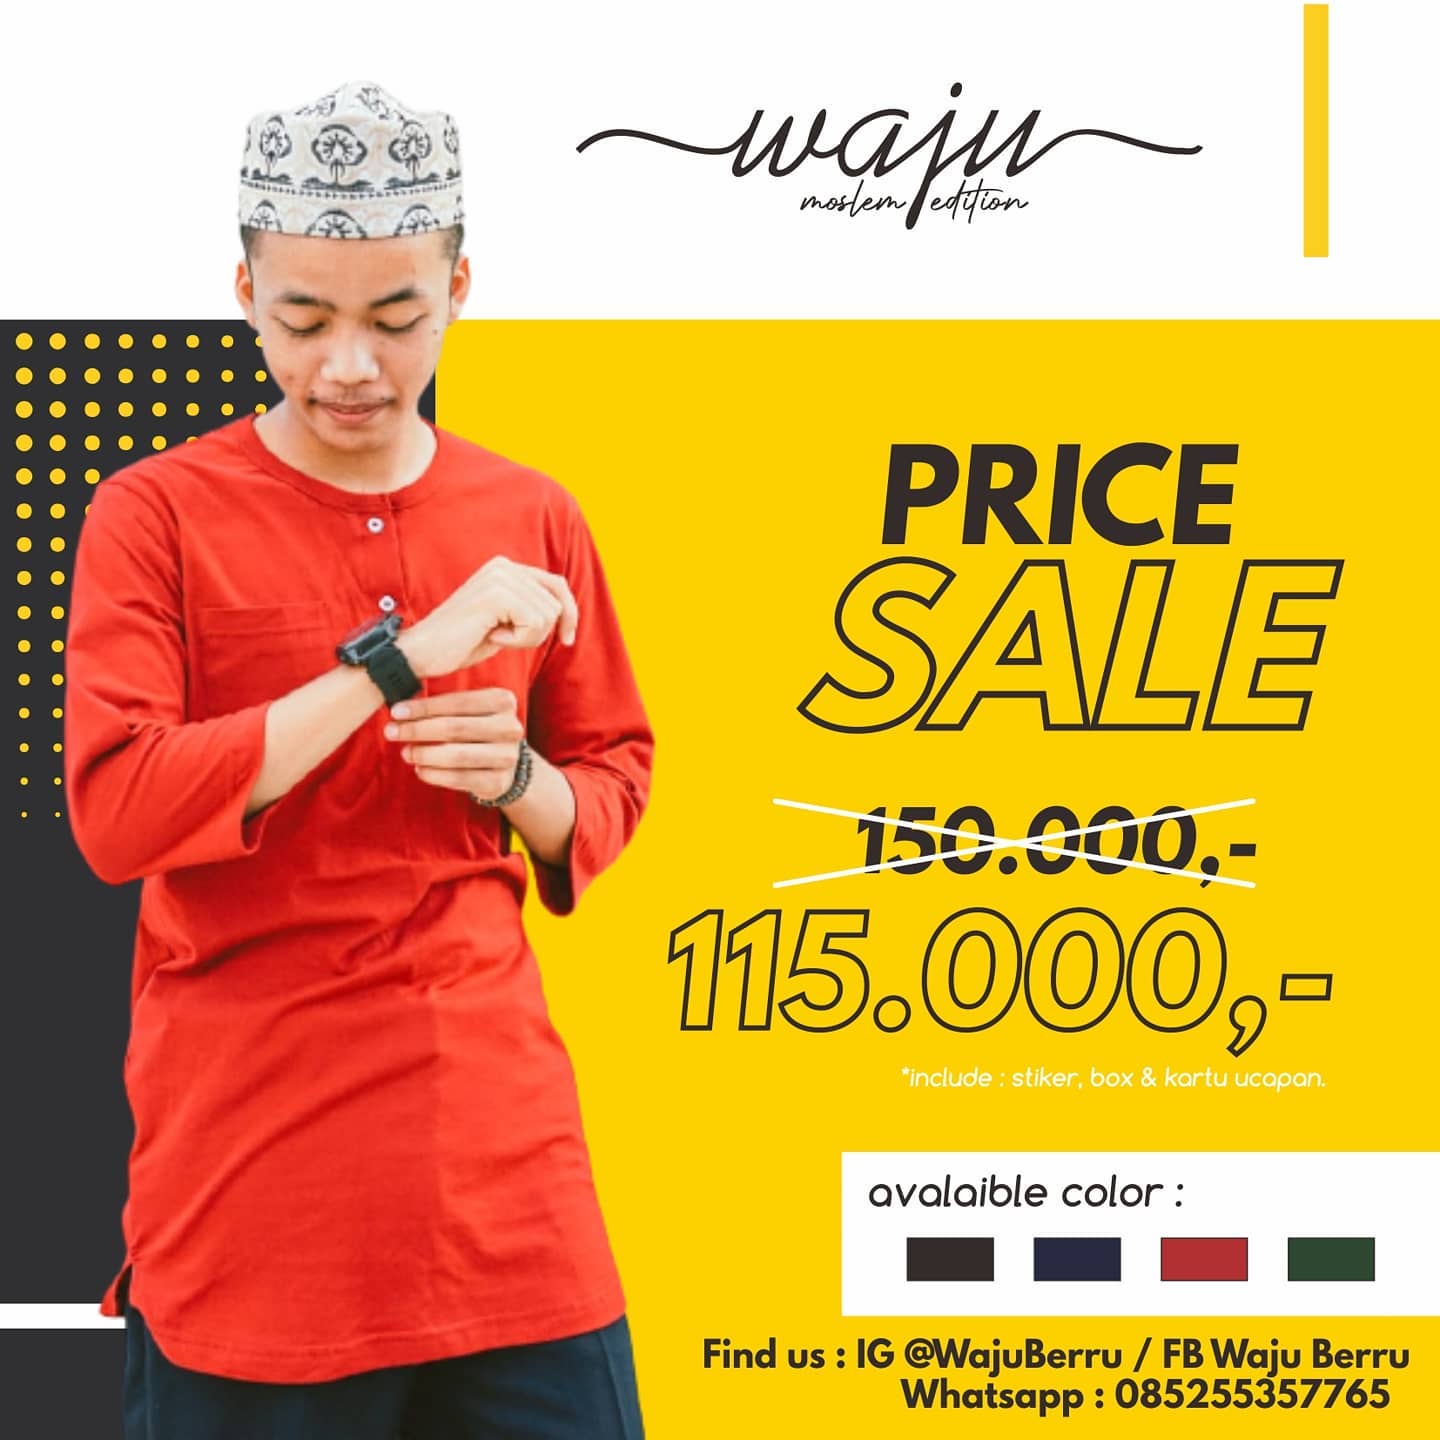 waju
moslem edition
PRICE
SALE
150.000,-
115.000,-
*include : stiker, box & kartu ucapan.
avalaible color :
Find us : IG @WajuBerru / FB Waju Berru
Whatsapp : 085255357765